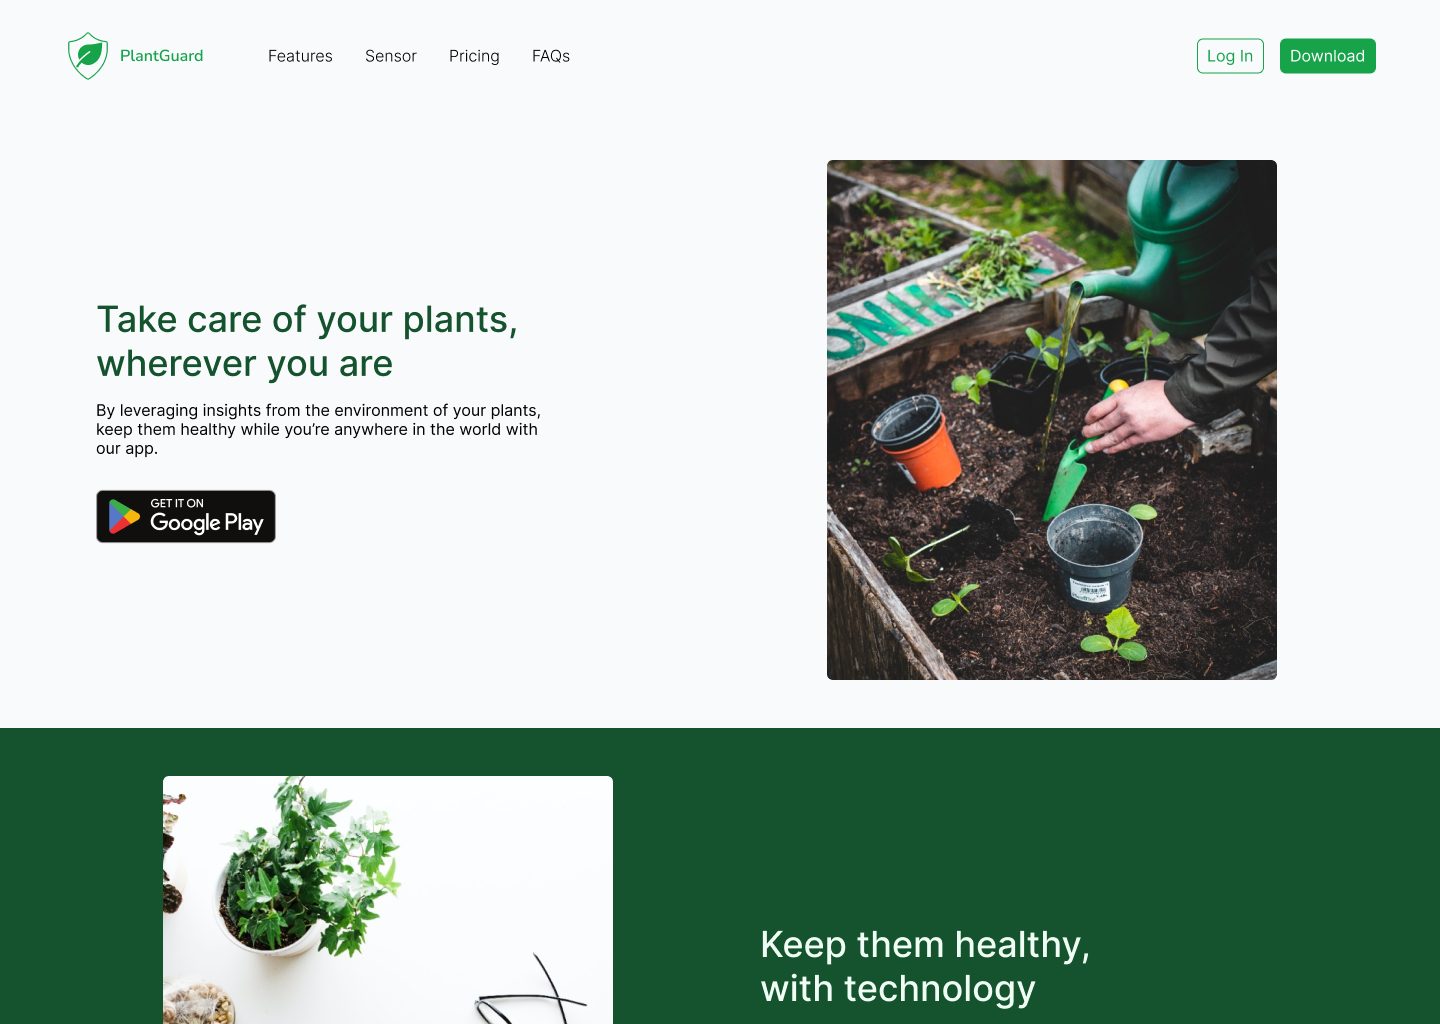 PlantGuard
Features
Sensor
Pricing
FAQs
Log In
Download
Take care of your plants,
wherever you are
By leveraging insights from the environment of your plants,
keep them healthy while you’re anywhere in the world with
our app.
GET IT ON
Google Play
Keep them healthy,
with technology